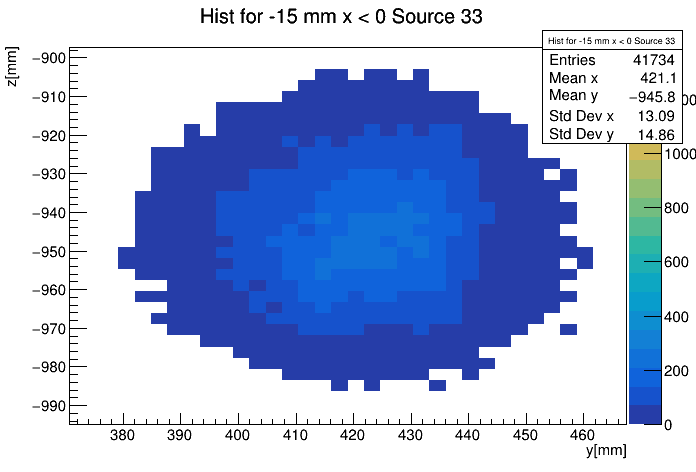 Hist for -15 mm x < 0 Source 33
z[mm]
Hist for -15 mm x < 0 Source 33
Entries 41734
Mean x 421.1
Mean y −945.8
Std Dev x 13.09
Std Dev y 14.86
−900
−910
−920
−930
−940
−950
−960
−970
−980
−990
380 390 400 410 420 430 440 450 460
y[mm]
00
1000
800
600
400
200
0